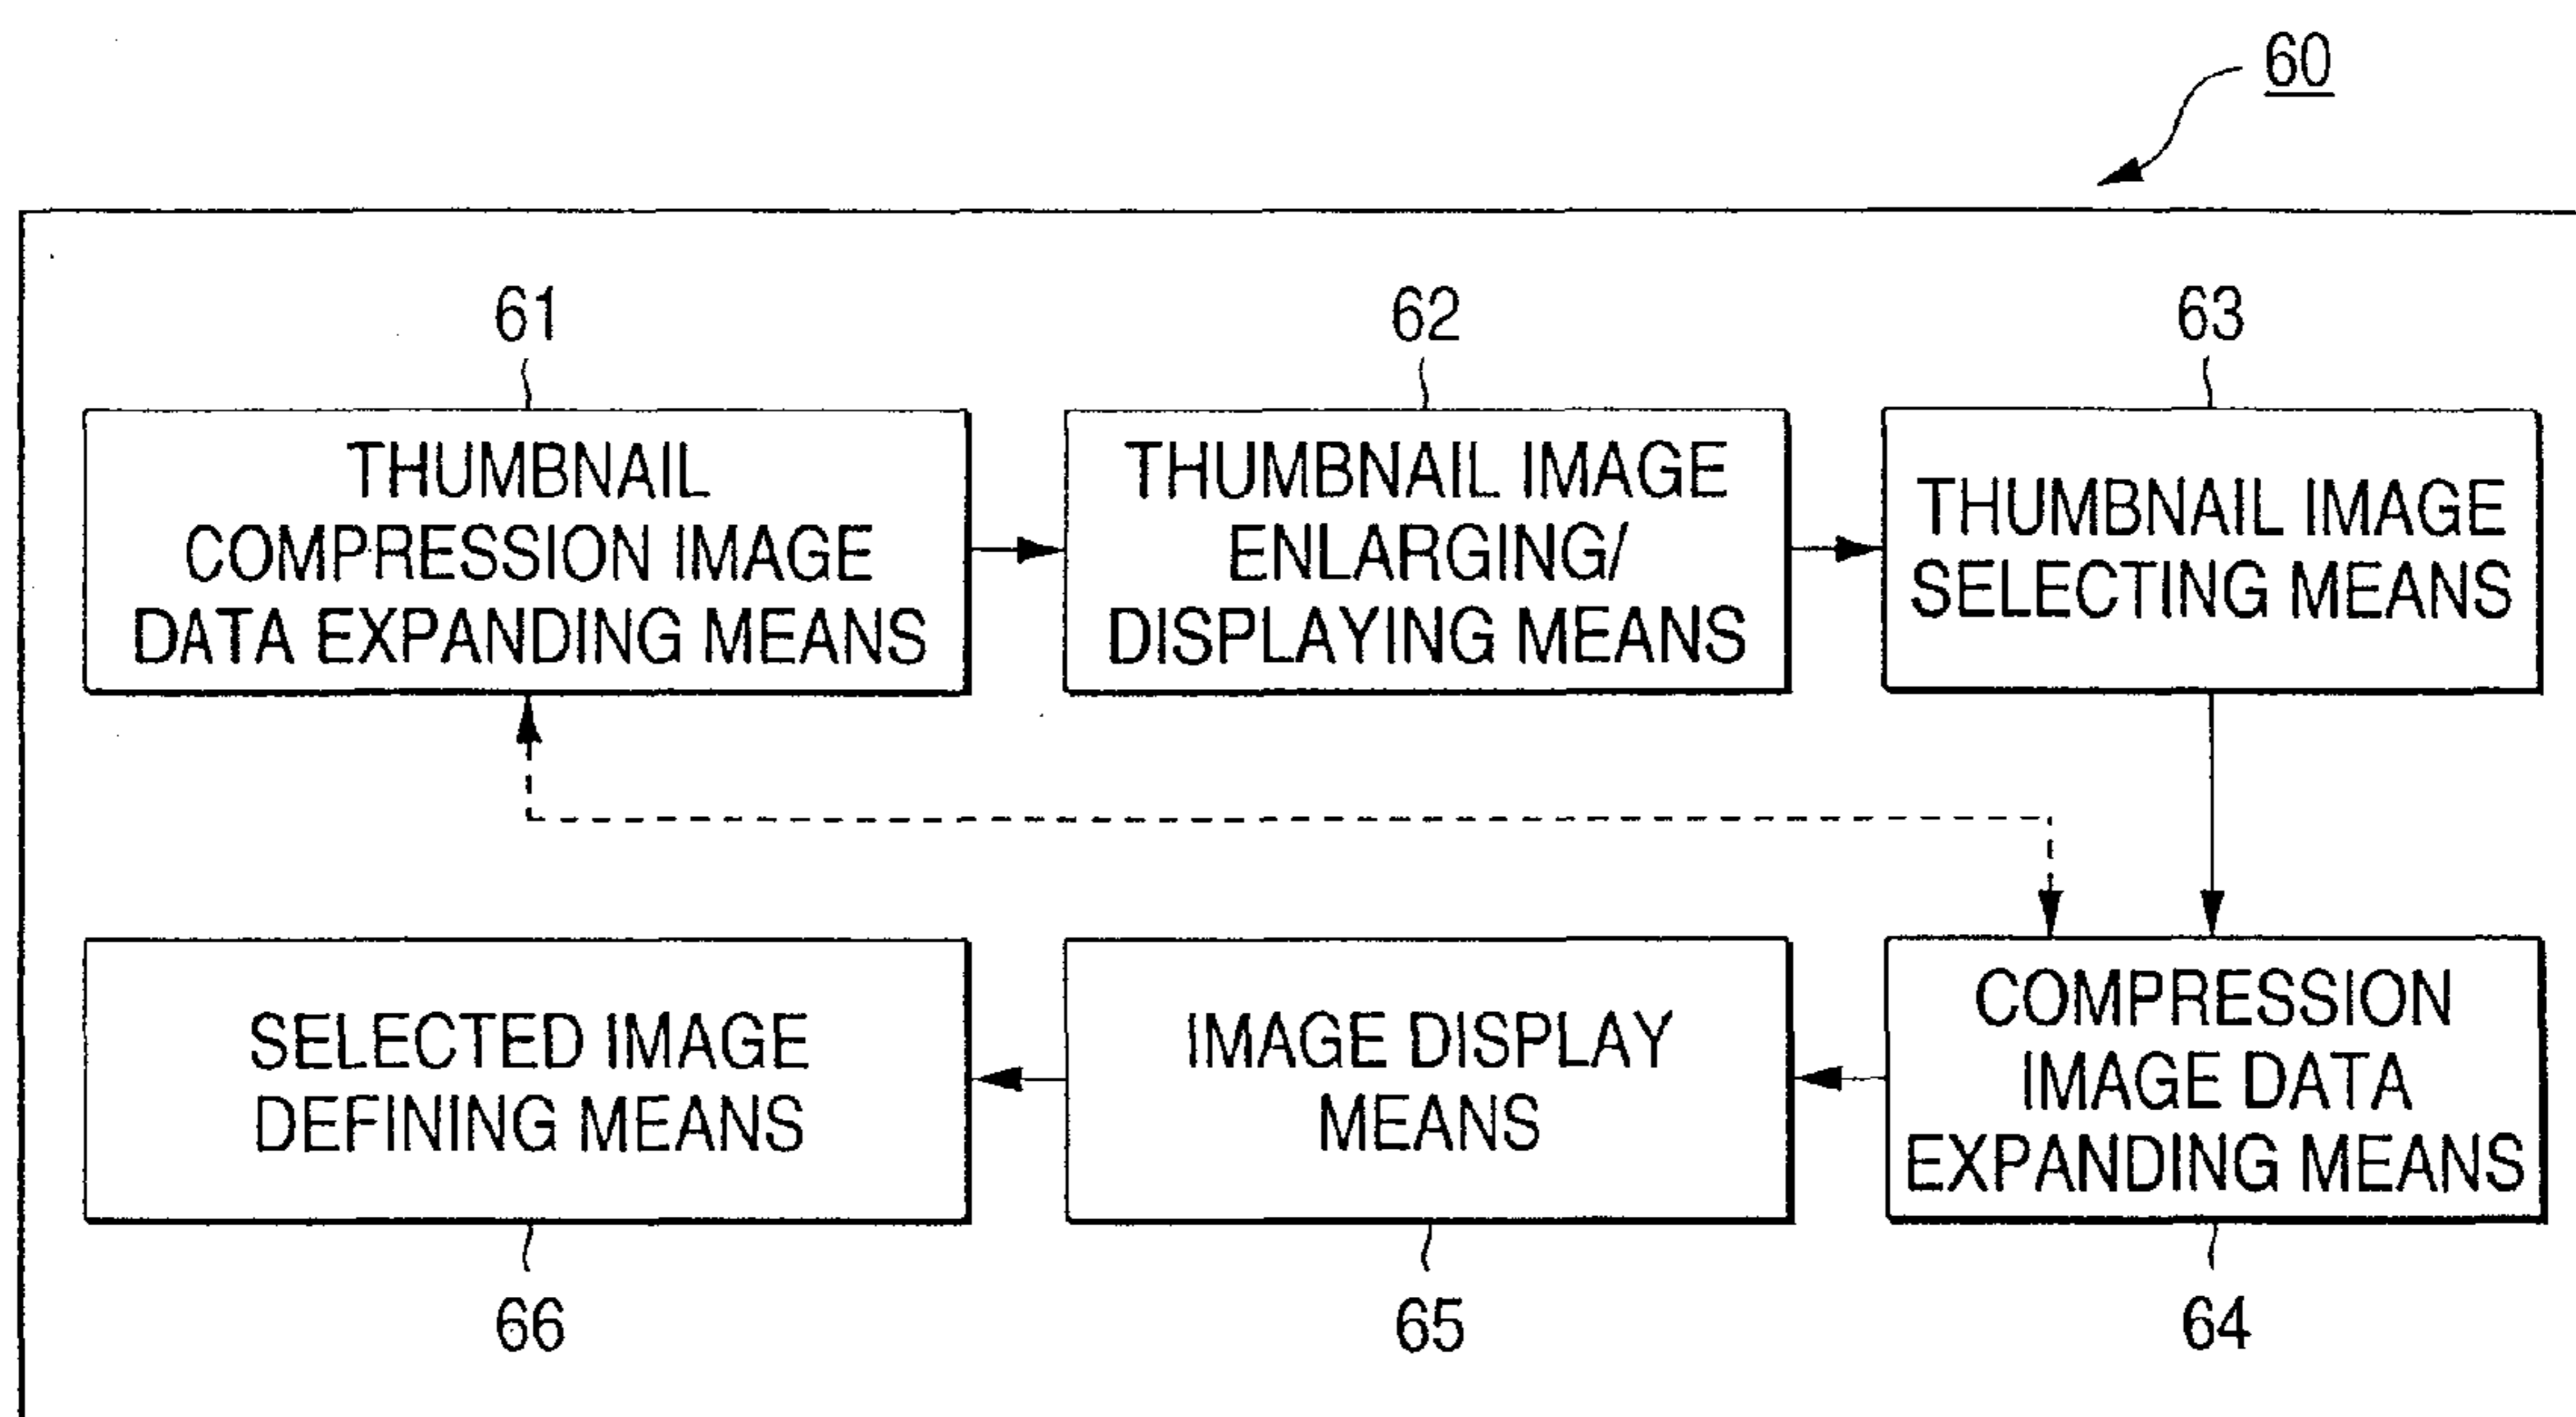 60
61
62
63
THUMBNAIL
COMPRESSION IMAGE
DATA EXPANDING MEANS
THUMBNAIL IMAGE
ENLARGING/
DISPLAYING MEANS
THUMBNAIL IMAGE
SELECTING MEANS
SELECTED IMAGE
DEFINING MEANS
IMAGE DISPLAY
MEANS
COMPRESSION
IMAGE DATA
EXPANDING MEANS
66
65
64